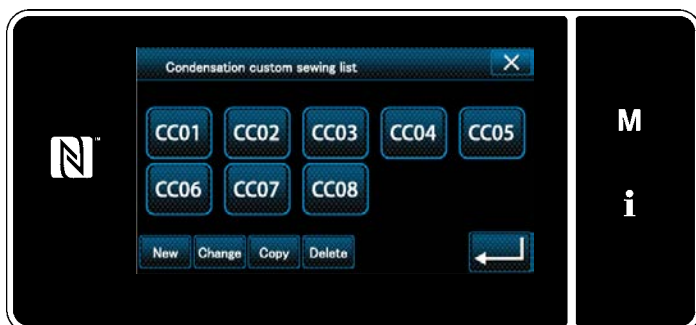 Condensation custom sewing list
CC01 CC02 CC03 CC04 CC05
CC06 CC07 CC08
New Change Copy Delete
M
i